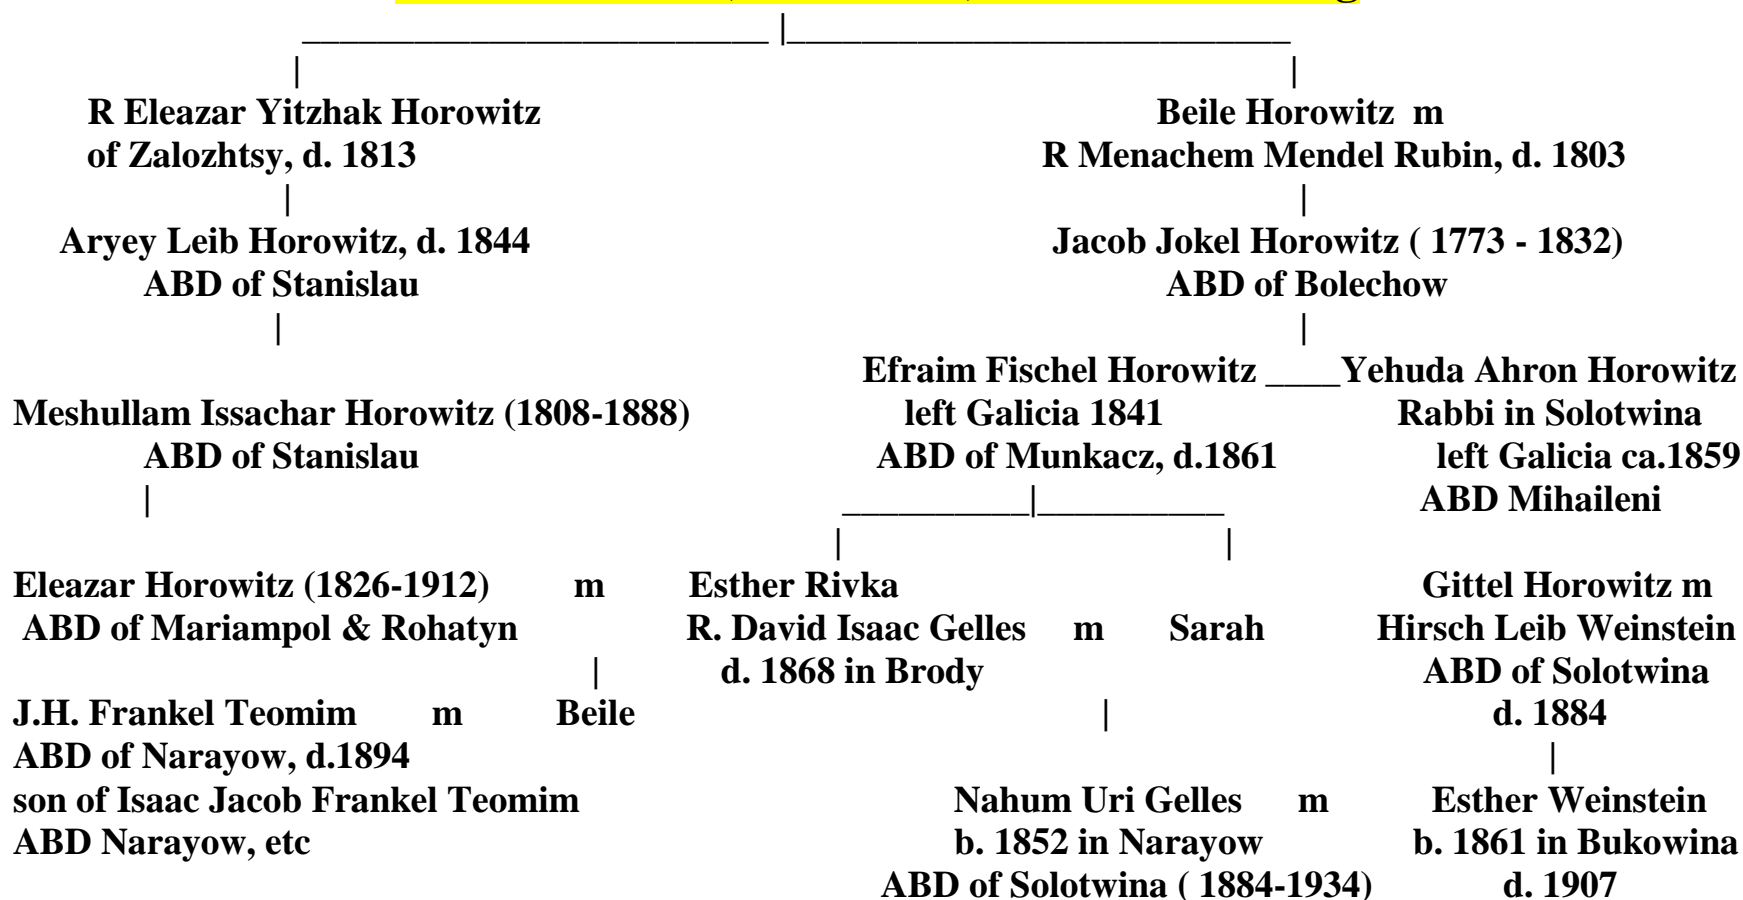 R Eleazar Yitzhak Horowitz Beile Horowitz m
of Zalozhtsy, d. 1813 R Menachem Mendel Rubin, d. 1803
Aryey Leib Horowitz, d. 1844 Jacob Jokel Horowitz ( 1773 - 1832)
ABD of Stanislau ABD of Bolechow
Efraim Fischel Horowitz ____Yehuda Ahron Horowitz
Meshullam Issachar Horowitz (1808-1888) left Galicia 1841 Rabbi in Solotwina
ABD of Stanislau ABD of Munkacz, d.1861 left Galicia ca.1859
ABD Mihaileni
Eleazar Horowitz (1826-1912) m Esther Rivka Gittel Horowitz m
ABD of Mariampol & Rohatyn R. David Isaac Gelles m Sarah Hirsch Leib Weinstein
d. 1868 in Brody ABD of Solotwina
J.H. Frankel Teomim m Beile d. 1884
ABD of Narayow, d.1894
son of Isaac Jacob Frankel Teomim Nahum Uri Gelles m Esther Weinstein
ABD Narayow, etc b. 1852 in Narayow b. 1861 in Bukowina
ABD of Solotwina ( 1884-1934) d. 1907